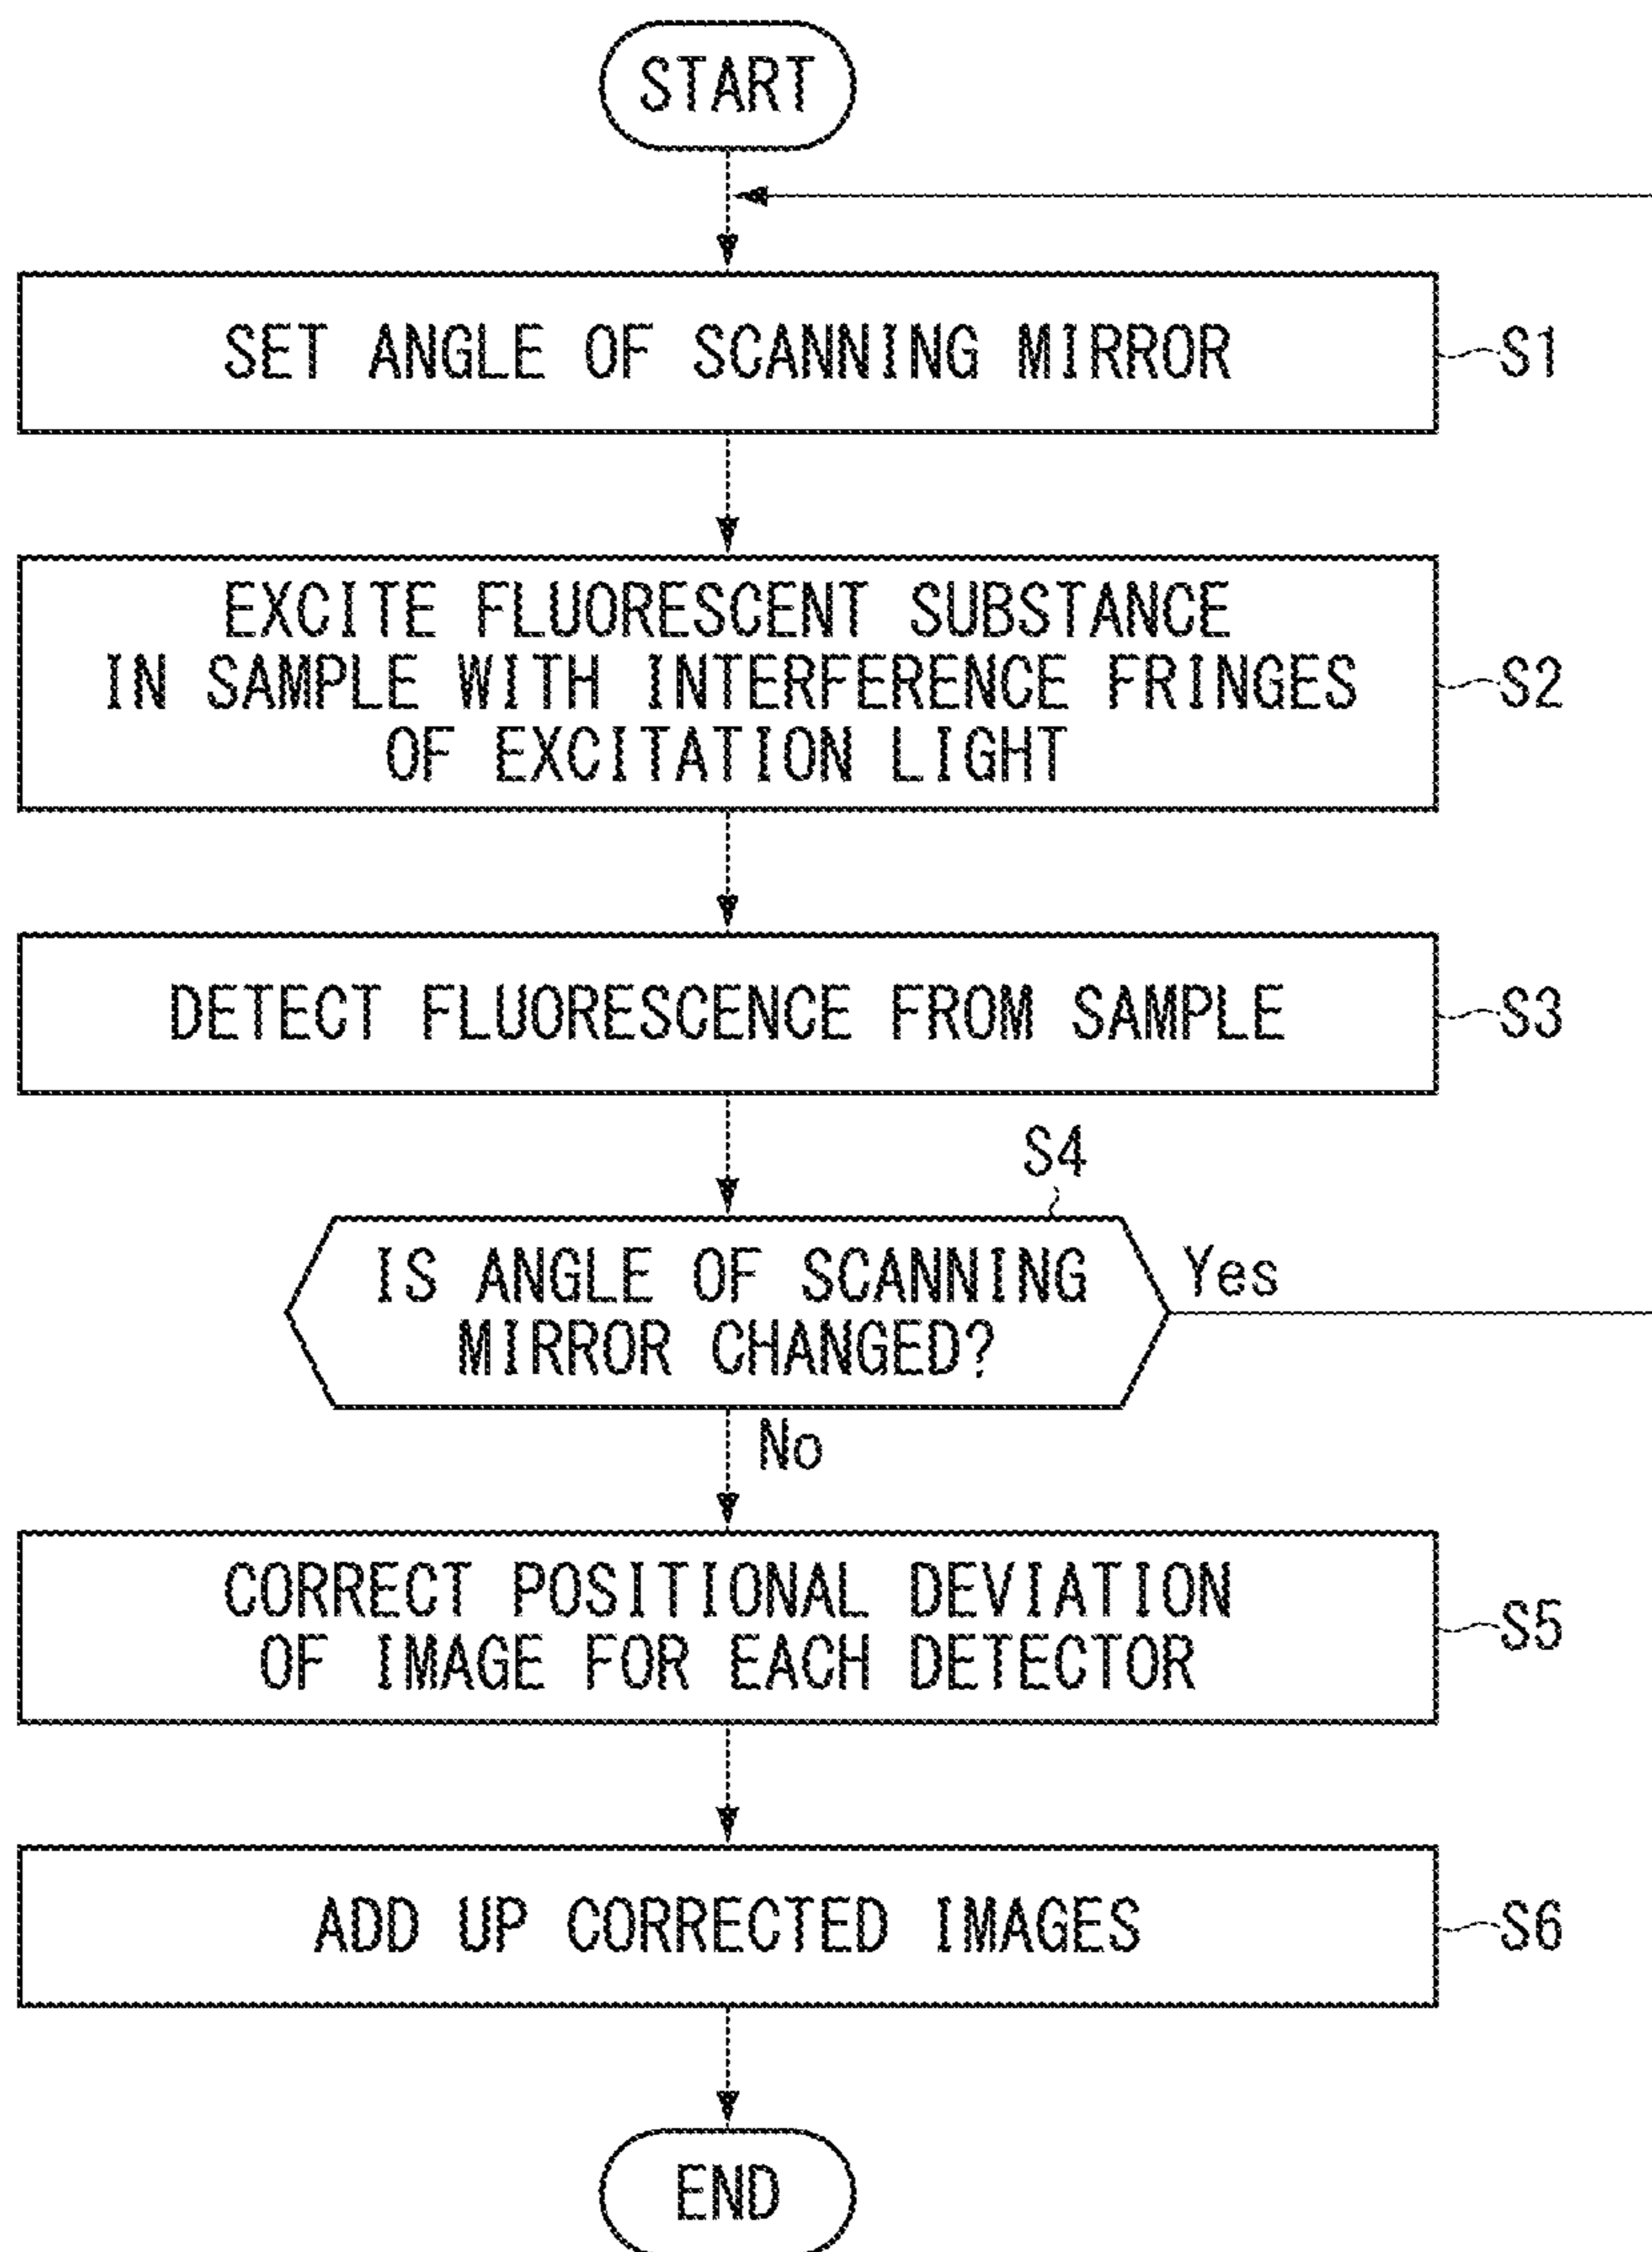 START
SET ANGLE OF SCANNING MIRROR
S1
EXCITE FLUORESCENT SUBSTANCE
IN SAMPLE WITH INTERFERENCE FRINGES
OF EXCITATION LIGHT
S2
DETECT FLUORESCENCE FROM SAMPLE
S3
S4
IS ANGLE OF SCANNING
MIRROR CHANGED?
Yes
No
CORRECT POSITIONAL DEVIATION
OF IMAGE FOR EACH DETECTOR
S5
ADD UP CORRECTED IMAGES
S6
END